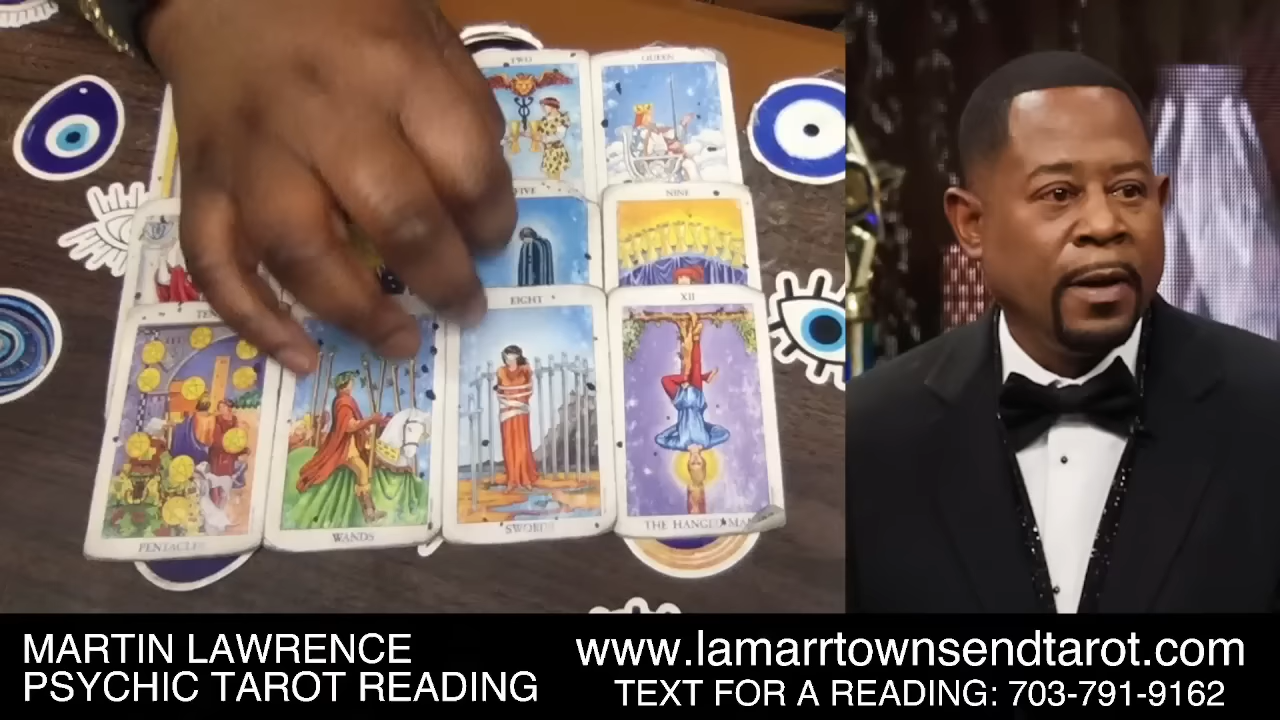 TWO
QUEEN
FIVE
NINE
EIGHT
XII
TEN
PENTACLES
WANDS
SWORDS
THE HANGED MAN
MARTIN LAWRENCE
PSYCHIC TAROT READING
www.lamarrtownsendtarot.com
TEXT FOR A READING: 703-791-9162